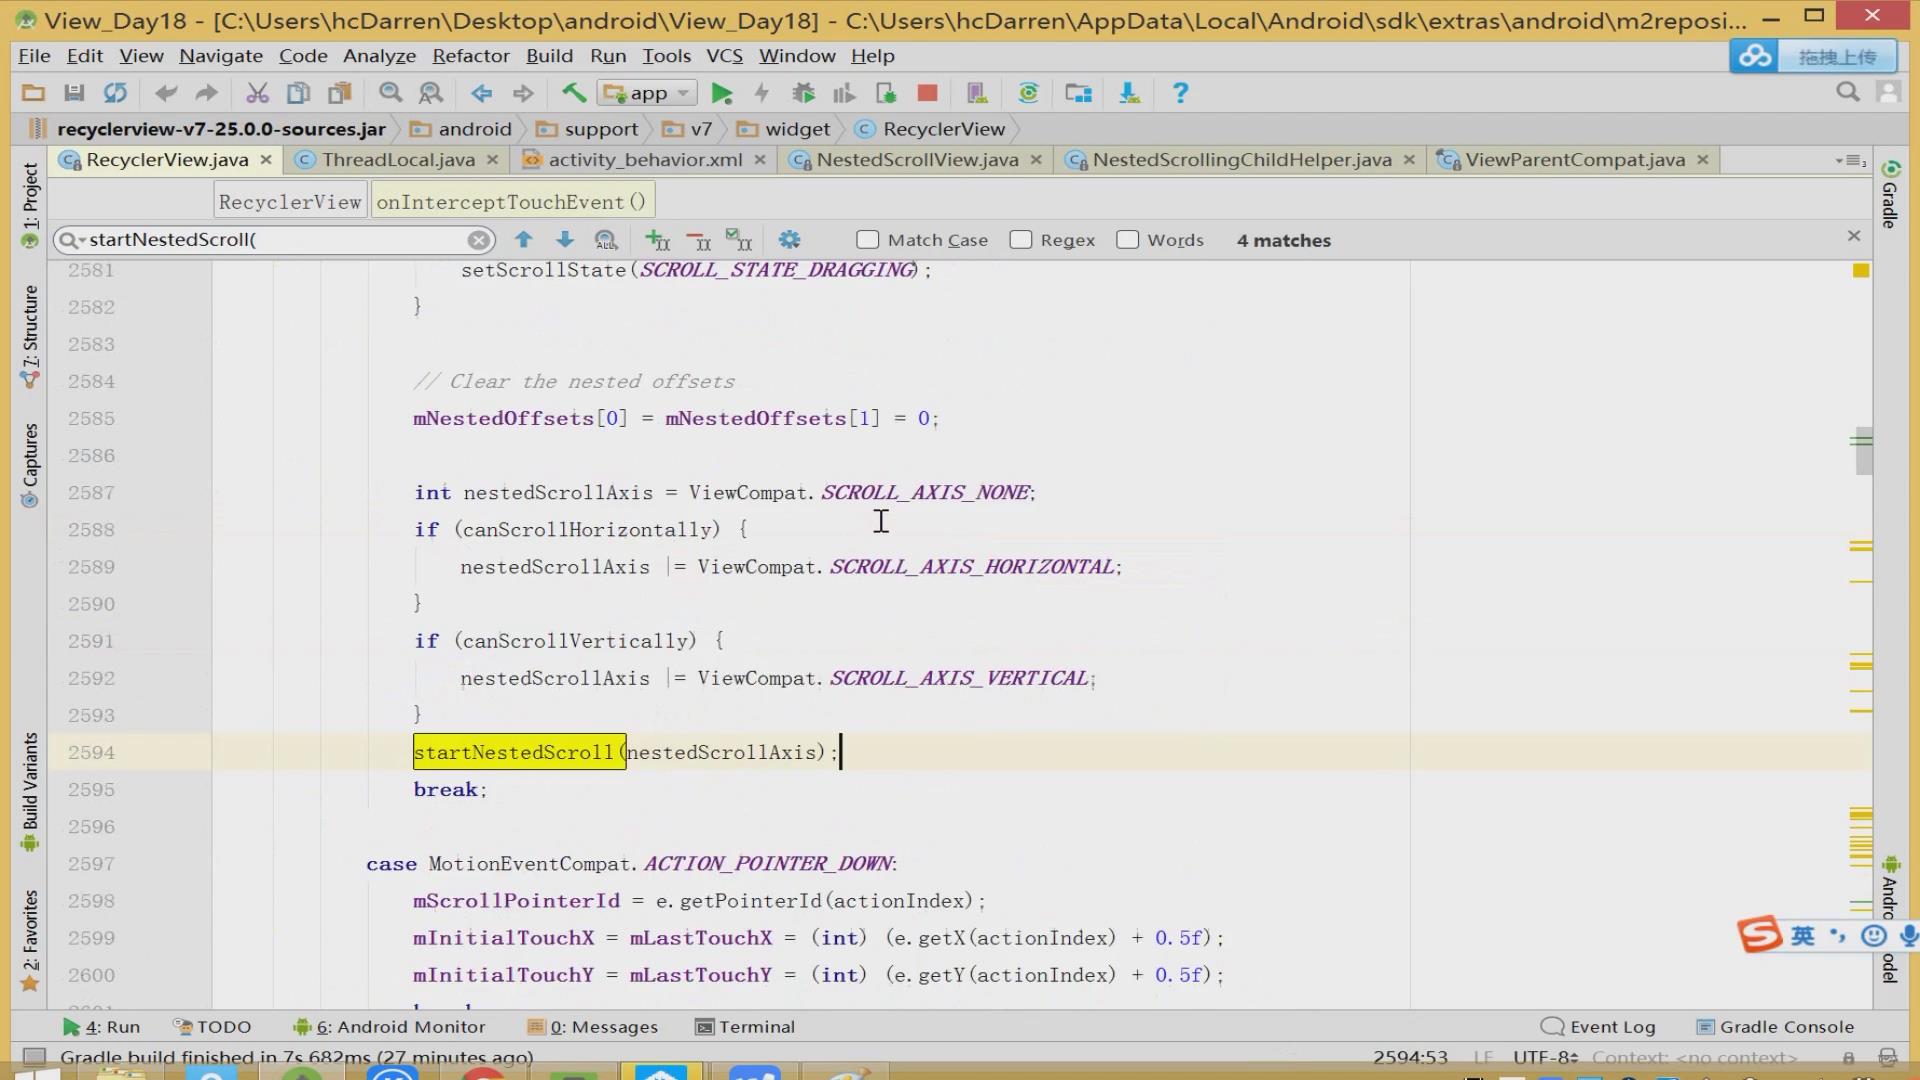 View_Day18 - [C:\Users\hcDarren\Desktop\android\View_Day18] - C:\Users\hcDarren\AppData\Local\Android\sdk\extras\android\m2reposi...
File Edit View Navigate Code Analyze Refactor Build Run Tools VCS Window Help
拖拽上传
app
recyclerview-v7-25.0.0-sources.jar android support v7 widget RecyclerView
RecyclerView.java ThreadLocal.java activity_behavior.xml NestedScrollView.java NestedScrollingChildHelper.java ViewParentCompat.java
RecyclerView onInterceptTouchEvent()
startNestedScroll( Match Case Regex Words 4 matches
2581 setScrollState(SCROLL_STATE_DRAGGING);
2582 }
2583
2584 // Clear the nested offsets
2585 mNestedOffsets[0] = mNestedOffsets[1] = 0;
2586
2587 int nestedScrollAxis = ViewCompat.SCROLL_AXIS_NONE;
2588 if (canScrollHorizontally) {
2589 nestedScrollAxis |= ViewCompat.SCROLL_AXIS_HORIZONTAL;
2590 }
2591 if (canScrollVertically) {
2592 nestedScrollAxis |= ViewCompat.SCROLL_AXIS_VERTICAL;
2593 }
2594 startNestedScroll(nestedScrollAxis);
2595 break;
2596
2597 case MotionEventCompat.ACTION_POINTER_DOWN:
2598 mScrollPointerId = e.getPointerId(actionIndex);
2599 mInitialTouchX = mLastTouchX = (int) (e.getX(actionIndex) + 0.5f);
2600 mInitialTouchY = mLastTouchY = (int) (e.getY(actionIndex) + 0.5f);
1: Project
7: Structure
Captures
Build Variants
2: Favorites
Gradle
英
4: Run TODO 6: Android Monitor 0: Messages Terminal Event Log Gradle Console
Gradle build finished in 7s 682ms (27 minutes ago) 2594:53 LF UTF-8 Context: <no context>